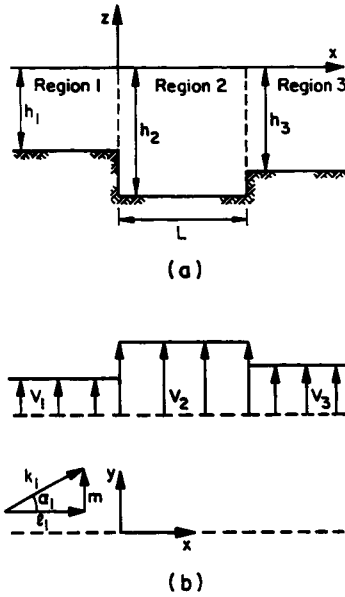 z
x
Region 1 Region 2 Region 3
h₁
h₂
h₃
L
(a)
V₁ V₂ V₃
k₁
α₁
m
ℓ₁
y
x
(b)